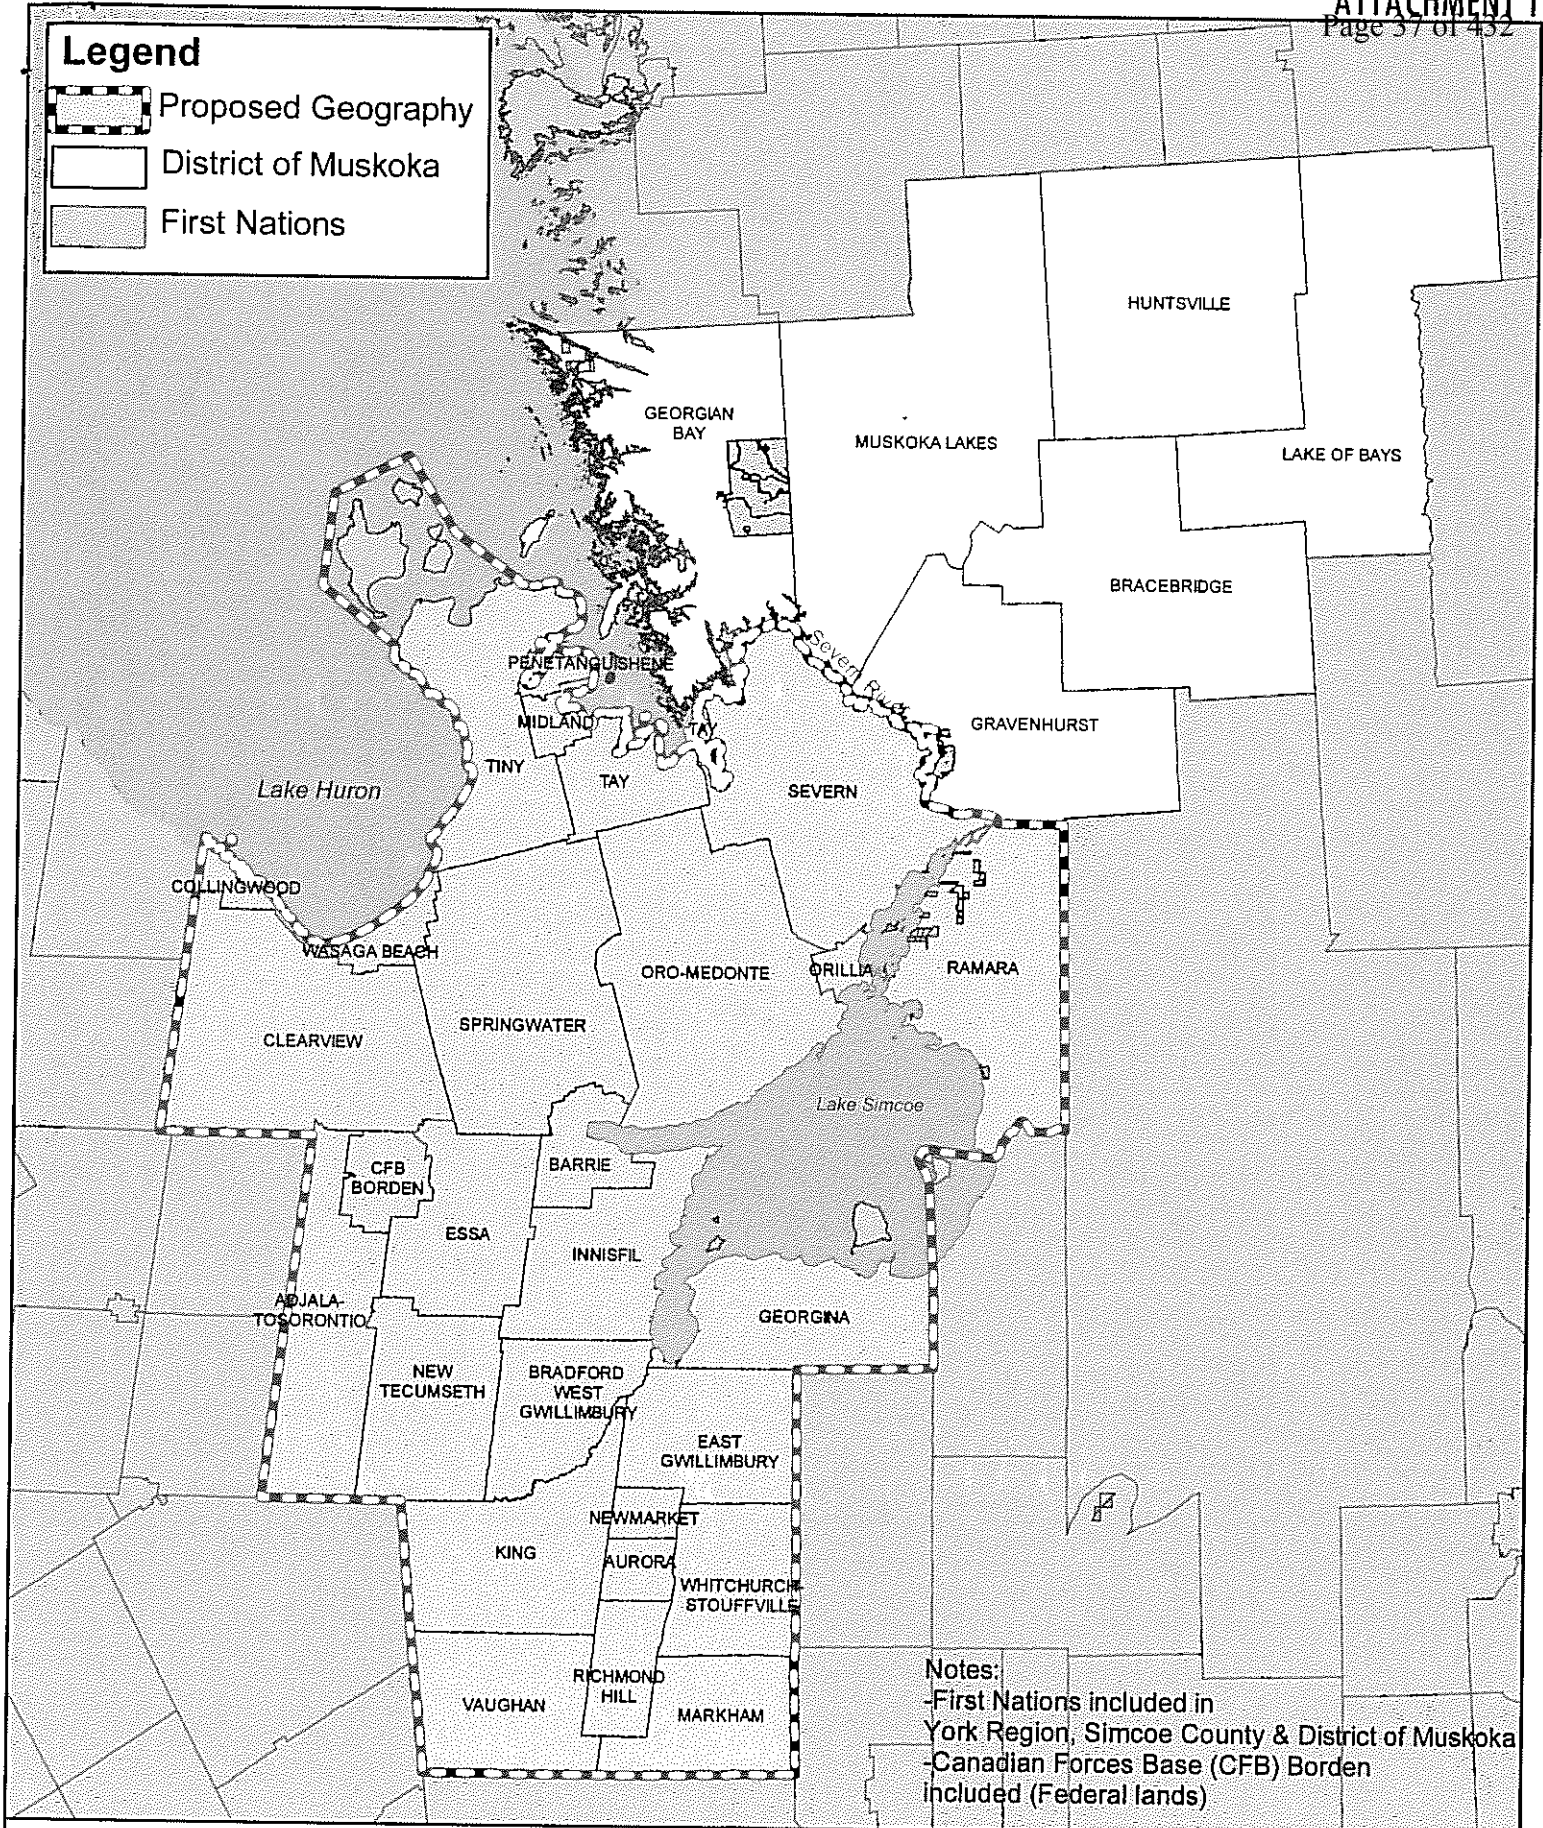 ATTACHMENT 1
Page 37 of 432
Legend
Proposed Geography
District of Muskoka
First Nations
HUNTSVILLE
GEORGIAN
BAY
MUSKOKA LAKES
LAKE OF BAYS
BRACEBRIDGE
Severn River
PENETANGUISHENE
MIDLAND
TAY
GRAVENHURST
TINY
TAY
SEVERN
Lake Huron
COLLINGWOOD
WASAGA BEACH
ORO-MEDONTE
ORILLIA
RAMARA
SPRINGWATER
CLEARVIEW
Lake Simcoe
CFB
BORDEN
BARRIE
ESSA
INNISFIL
ADJALA-
TOSORONTIO
GEORGINA
NEW
TECUMSETH
BRADFORD
WEST
GWILLIMBURY
EAST
GWILLIMBURY
NEWMARKET
KING
AURORA
WHITCHURCH-
STOUFFVILLE
RICHMOND
HILL
VAUGHAN
MARKHAM
Notes:
-First Nations included in
York Region, Simcoe County & District of Muskoka
-Canadian Forces Base (CFB) Borden
included (Federal lands)